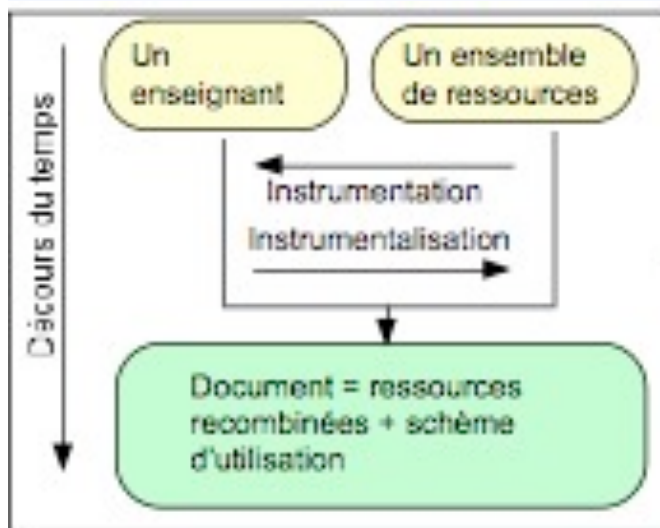 Un
enseignant
Un ensemble
de ressources
Instrumentation
Instrumentalisation
Décours du temps
Document = ressources
recombinées + schème
d'utilisation